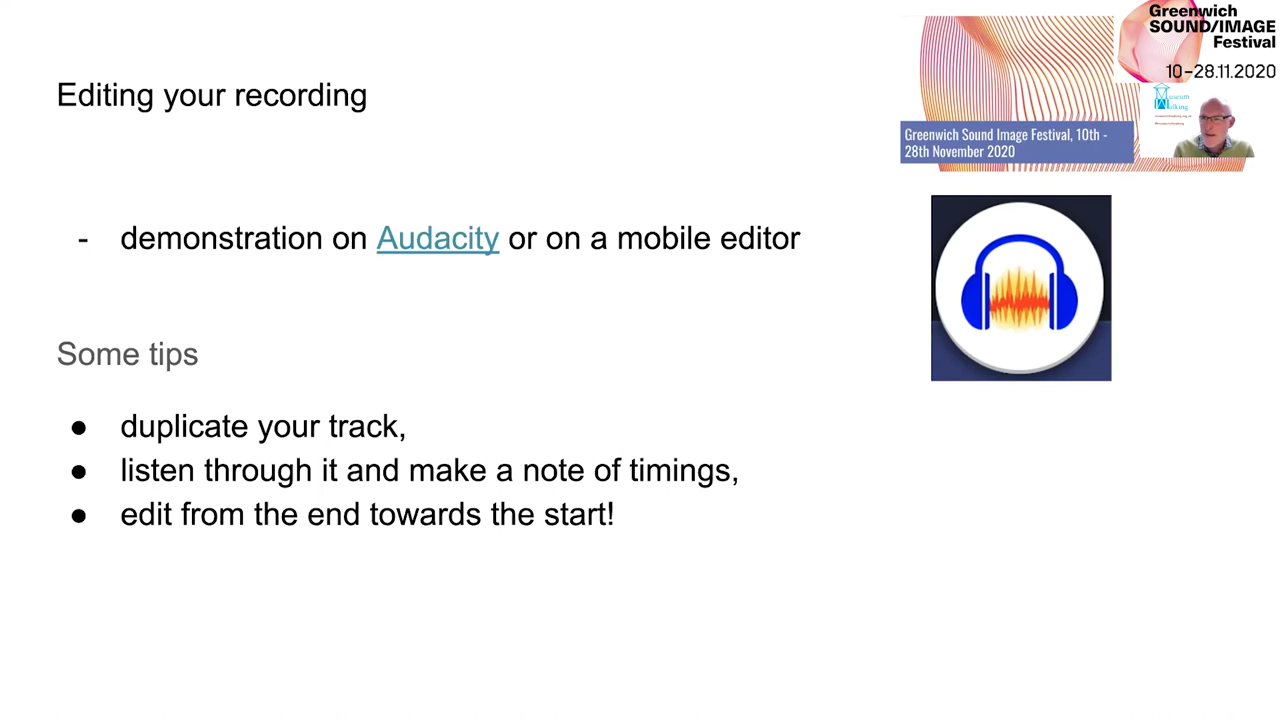 Greenwich
SOUND/IMAGE
Festival
10–28.11.2020
Editing your recording
Museum
Walking
Greenwich Sound Image Festival, 10th -
28th November 2020
- demonstration on Audacity or on a mobile editor
Some tips
● duplicate your track,
● listen through it and make a note of timings,
● edit from the end towards the start!